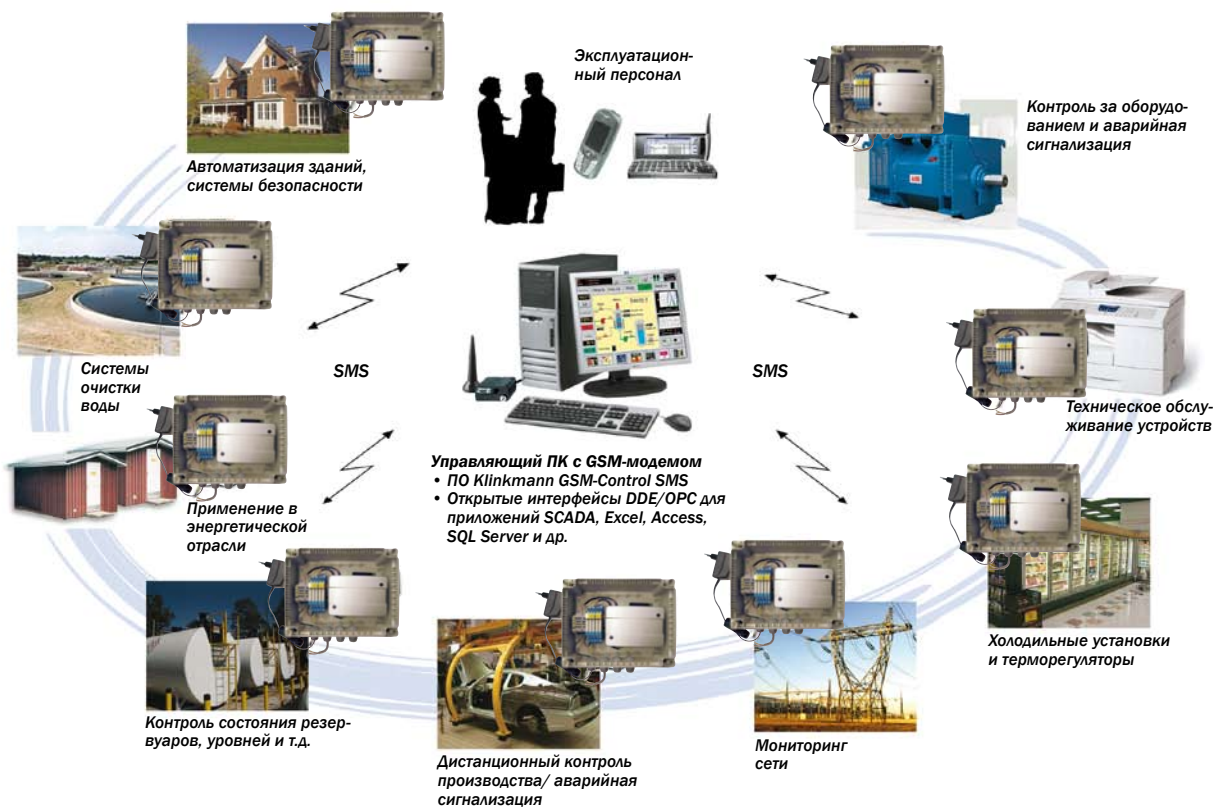 Эксплуатацион-
ный персонал
Контроль за оборудо-
ванием и аварийная
сигнализация
Автоматизация зданий,
системы безопасности
SMS
SMS
Системы
очистки
воды
Техническое обслу-
живание устройств
Управляющий ПК с GSM-модемом
• ПО Klinkmann GSM-Control SMS
• Открытые интерфейсы DDE/OPC для
приложений SCADA, Excel, Access,
SQL Server и др.
Применение в
энергетической
отрасли
Холодильные установки
и терморегуляторы
Контроль состояния резер-
вуаров, уровней и т.д.
Мониторинг
сети
Дистанционный контроль
производства/ аварийная
сигнализация